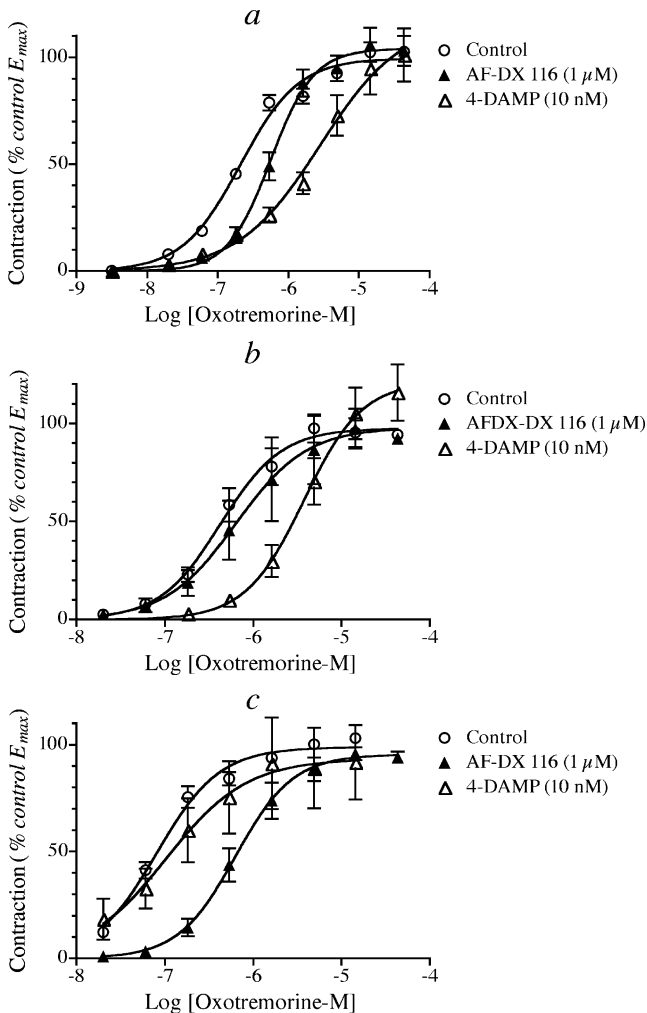 a
Contraction (% control Emax)
100
50
0
-9 -8 -7 -6 -5 -4
Log [Oxotremorine-M]
Control
AF-DX 116 (1 µM)
4-DAMP (10 nM)
b
Contraction (% control Emax)
100
50
0
-8 -7 -6 -5 -4
Log [Oxotremorine-M]
Control
AFDX-DX 116 (1 µM)
4-DAMP (10 nM)
c
Contraction (% control Emax)
100
50
0
-8 -7 -6 -5 -4
Log [Oxotremorine-M]
Control
AF-DX 116 (1 µM)
4-DAMP (10 nM)